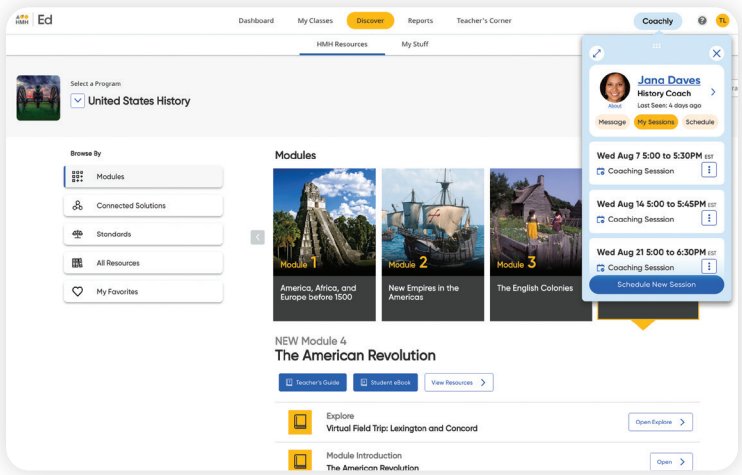 HMH Ed
Dashboard
My Classes
Discover
Reports
Teacher's Corner
Coachly
?
TL
HMH Resources
My Stuff
Select a Program
United States History
Jana Daves
History Coach
Last Seen: 4 days ago
About
Message
My Sessions
Schedule
Wed Aug 7 5:00 to 5:30PM EST
Coaching Sesssion
Wed Aug 14 5:00 to 5:45PM EST
Coaching Sesssion
Wed Aug 21 5:00 to 6:30PM EST
Coaching Sesssion
Schedule New Session
Browse By
Modules
Connected Solutions
Standards
All Resources
My Favorites
Modules
Module 1
America, Africa, and
Europe before 1500
Module 2
New Empires in the
Americas
Module 3
The English Colonies
NEW Module 4
The American Revolution
Teacher's Guide
Student eBook
View Resources
Explore
Virtual Field Trip: Lexington and Concord
Open Explore
Module Introduction
The American Revolution
Open